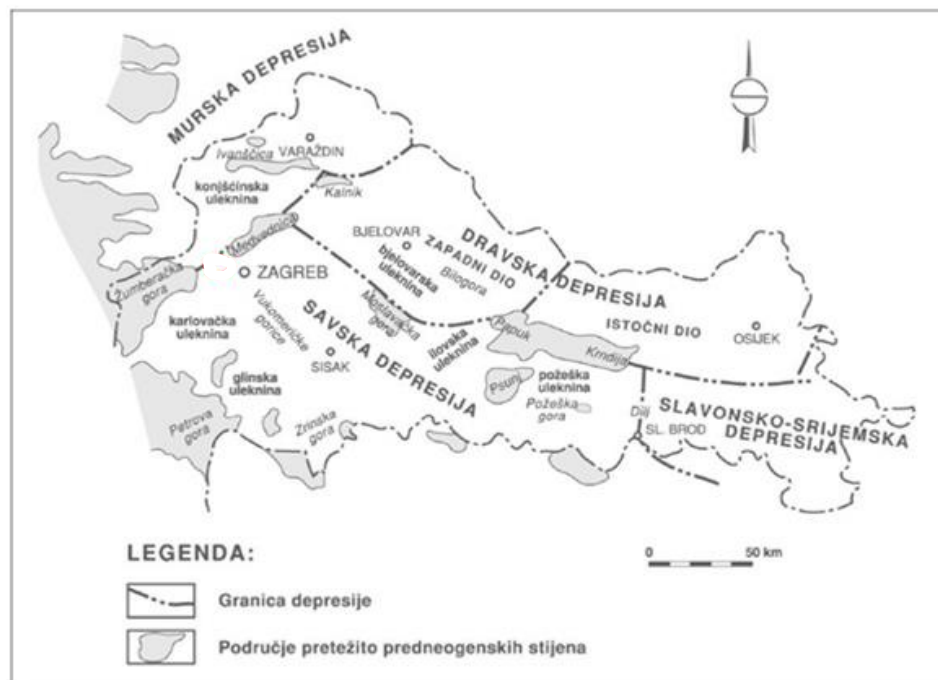 MURSKA DEPRESIJA
Ivanščica
VARAŽDIN
konjšćinska
uleknina
Kalnik
Medvednica
BJELOVAR
ZAPADNI DIO
bjelovarska
uleknina
Bilogora
DRAVSKA DEPRESIJA
ISTOČNI DIO
OSIJEK
Žumberačka
gora
ZAGREB
karlovačka
uleknina
Vukomeričke
gorice
SAVSKA DEPRESIJA
Moslavačka
gora
ilovska
uleknina
Papuk
Krndija
SISAK
glinska
uleknina
Psunj
požeška
uleknina
Požeška
gora
Petrova
gora
Zrinska
gora
Dilj
SL. BROD
SLAVONSKO-SRIJEMSKA
DEPRESIJA
LEGENDA:
0 50 km
Granica depresije
Područje pretežito predneogenskih stijena